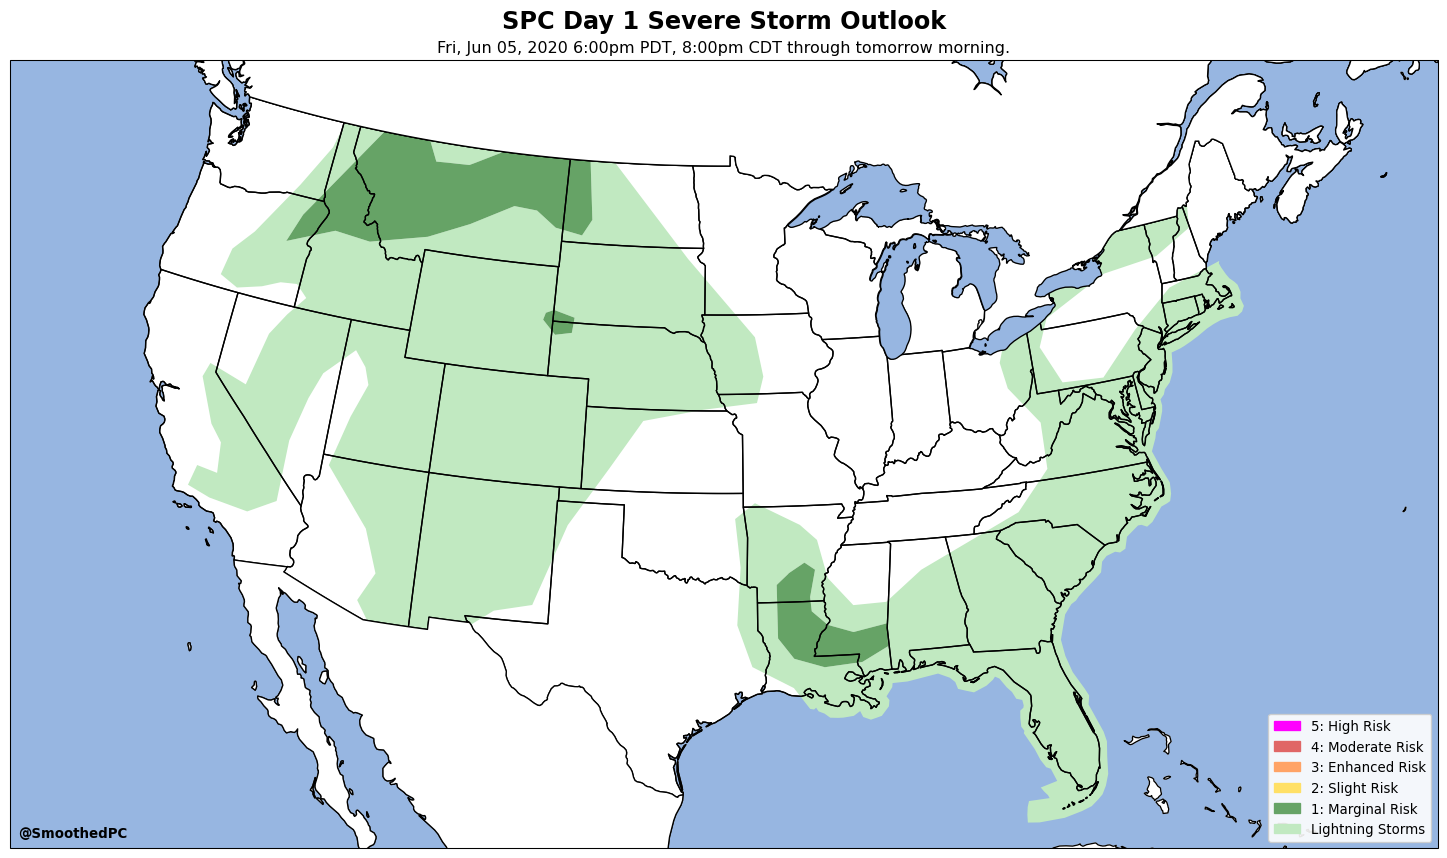 SPC Day 1 Severe Storm Outlook
Fri, Jun 05, 2020 6:00pm PDT, 8:00pm CDT through tomorrow morning.
5: High Risk
4: Moderate Risk
3: Enhanced Risk
2: Slight Risk
1: Marginal Risk
Lightning Storms
@SmoothedPC